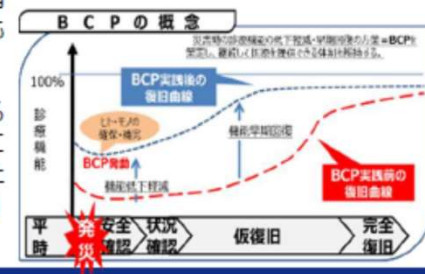 BCPの概念
災害時の診療機能の低下軽減・早期回復の方策=BCPを
策定し、継続して医療を提供できる体制を維持する。
100%
BCP実践後の
復旧曲線
診療機能
ヒト・モノの
確保・補完
BCP発動
機能早期回復
機能低下軽減
BCP実践前の
復旧曲線
平時
発災
安全
確認
状況
確認
仮復旧
完全
復旧